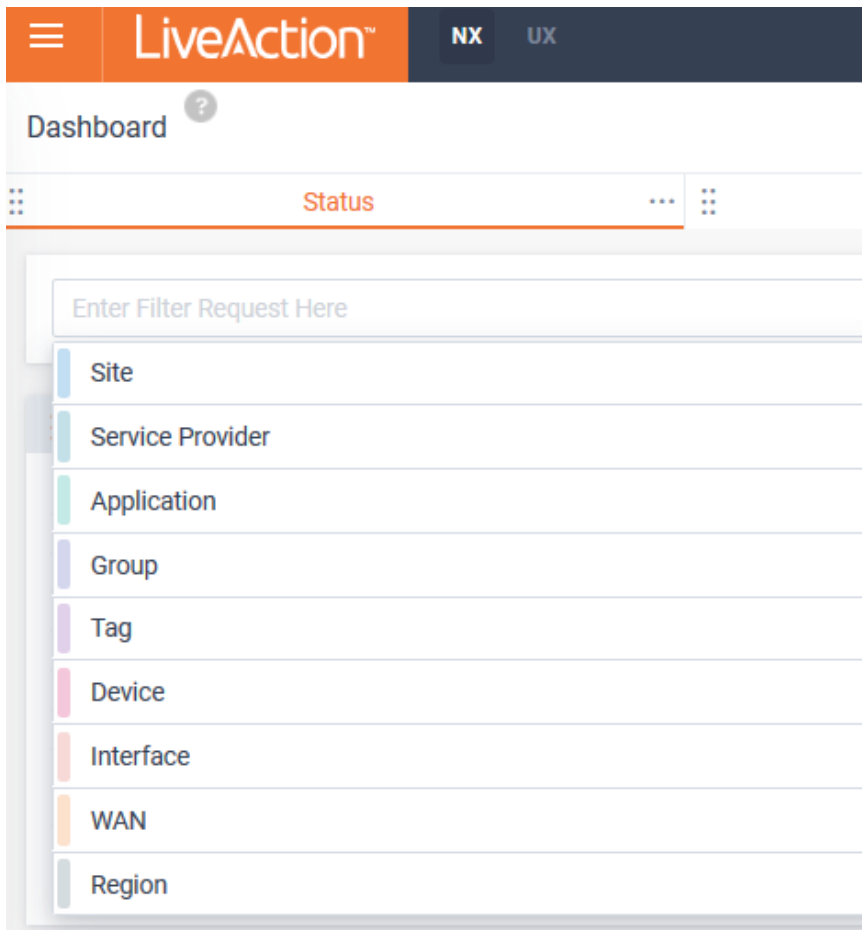 LiveAction™ NX UX
Dashboard ?
Status
Enter Filter Request Here
Site
Service Provider
Application
Group
Tag
Device
Interface
WAN
Region